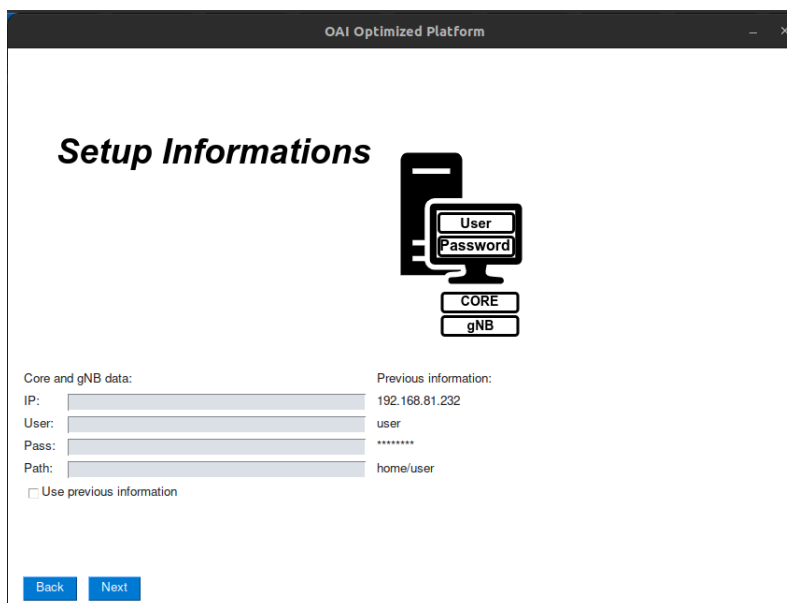 OAI Optimized Platform
Setup Informations
User
Password
CORE
gNB
Core and gNB data: Previous information:
IP: 192.168.81.232
User: user
Pass: ********
Path: home/user
Use previous information
Back Next